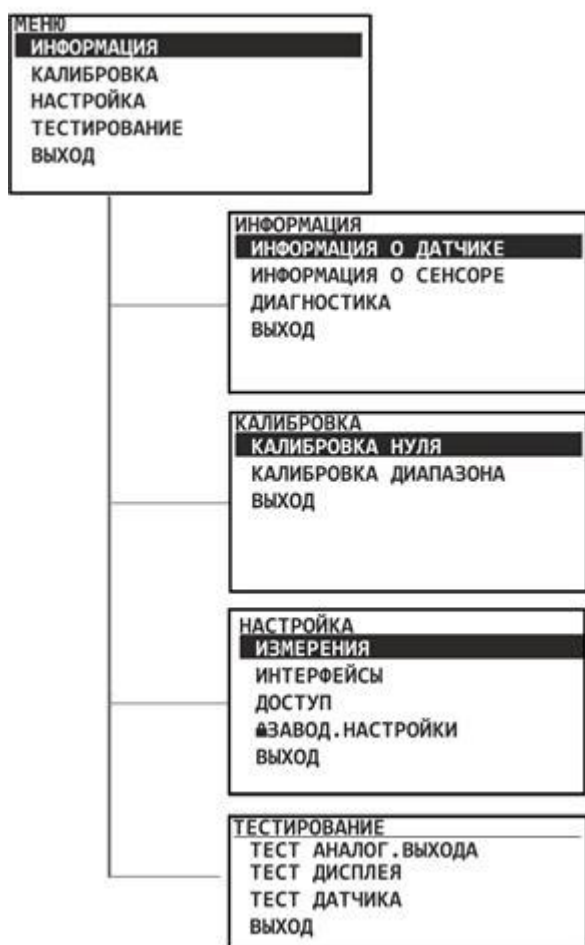 МЕНЮ
ИНФОРМАЦИЯ
КАЛИБРОВКА
НАСТРОЙКА
ТЕСТИРОВАНИЕ
ВЫХОД
ИНФОРМАЦИЯ
ИНФОРМАЦИЯ О ДАТЧИКЕ
ИНФОРМАЦИЯ О СЕНСОРЕ
ДИАГНОСТИКА
ВЫХОД
КАЛИБРОВКА
КАЛИБРОВКА НУЛЯ
КАЛИБРОВКА ДИАПАЗОНА
ВЫХОД
НАСТРОЙКА
ИЗМЕРЕНИЯ
ИНТЕРФЕЙСЫ
ДОСТУП
ЗАВОД.НАСТРОЙКИ
ВЫХОД
ТЕСТИРОВАНИЕ
ТЕСТ АНАЛОГ.ВЫХОДА
ТЕСТ ДИСПЛЕЯ
ТЕСТ ДАТЧИКА
ВЫХОД